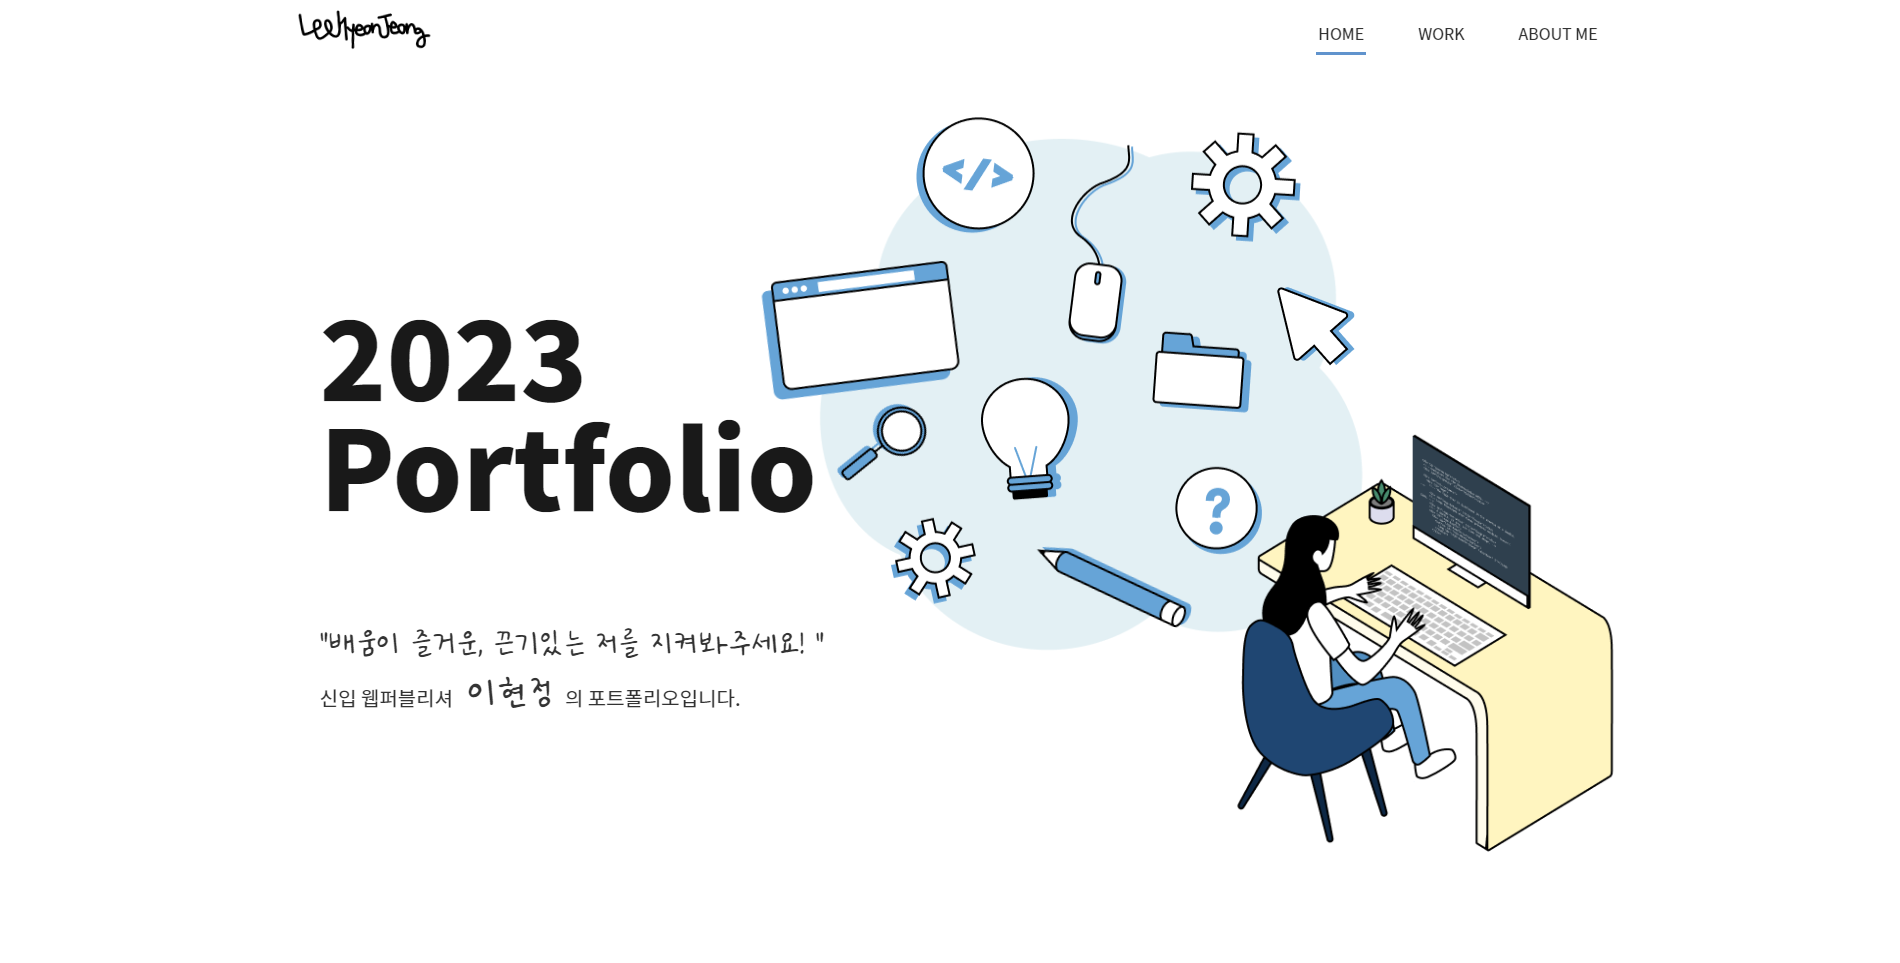 LeeHyeonJeong
HOME
WORK
ABOUT ME
</>
2023
Portfolio
?
"배움이 즐거운, 끈기있는 저를 지켜봐주세요! "
신입 웹퍼블리셔 이현정 의 포트폴리오입니다.